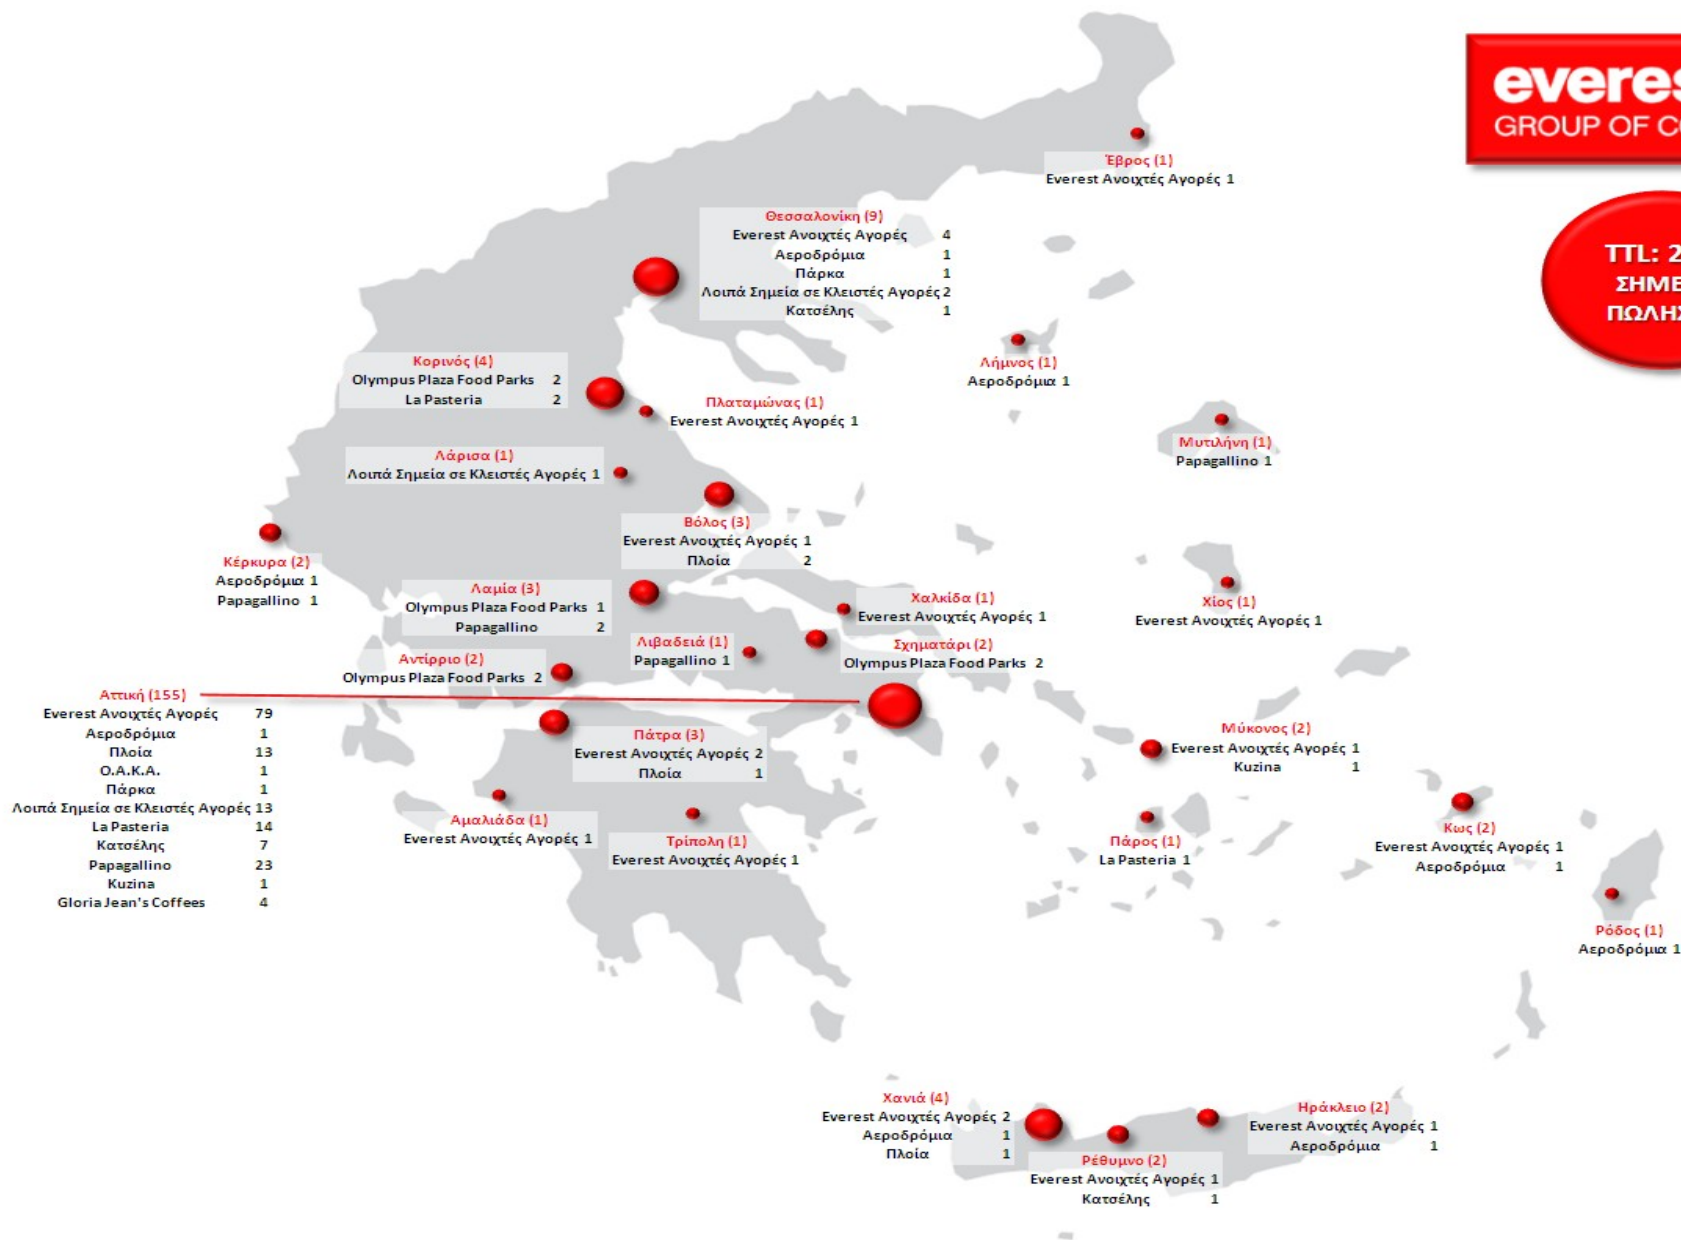 GROUP OF
Έβρος (1)
Everest Ανοιχτές Αγορές 1
TTL:
Θεσσαλονίκη (9)
Everest Ανοιχτές Αγορές 4
Αεροδρόμια 1
Πάρκα 1
Λοιπά Σημεία σε Κλειστές Αγορές 2
Κατσέλης 1
Λήμνος (1)
Αεροδρόμια 1
Κορινός (4)
Olympus Plaza Food Parks 2
La Pasteria 2
Πλαταμώνας (1)
Everest Ανοιχτές Αγορές 1
Μυτιλήνη (1)
Papagallino 1
Λάρισα (1)
Λοιπά Σημεία σε Κλειστές Αγορές 1
Βόλος (3)
Everest Ανοιχτές Αγορές 1
Πλοία 2
Κέρκυρα (2)
Αεροδρόμια 1
Papagallino 1
Λαμία (3)
Olympus Plaza Food Parks 1
Papagallino 2
Χαλκίδα (1)
Everest Ανοιχτές Αγορές 1
Χίος (1)
Everest Ανοιχτές Αγορές 1
Λιβαδειά (1)
Papagallino 1
Σχηματάρι (2)
Olympus Plaza Food Parks 2
Αντίρριο (2)
Olympus Plaza Food Parks 2
Αττική (155)
Everest Ανοιχτές Αγορές 79
Αεροδρόμια 1
Πλοία 13
Ο.Α.Κ.Α. 1
Πάρκα 1
Λοιπά Σημεία σε Κλειστές Αγορές 13
La Pasteria 14
Κατσέλης 7
Papagallino 23
Kuzina 1
Gloria Jean's Coffees 4
Πάτρα (3)
Everest Ανοιχτές Αγορές 2
Πλοία 1
Μύκονος (2)
Everest Ανοιχτές Αγορές 1
Kuzina 1
Αμαλιάδα (1)
Everest Ανοιχτές Αγορές 1
Τρίπολη (1)
Everest Ανοιχτές Αγορές 1
Πάρος (1)
La Pasteria 1
Κως (2)
Everest Ανοιχτές Αγορές 1
Αεροδρόμια 1
Ρόδος (1)
Αεροδρόμια 1
Χανιά (4)
Everest Ανοιχτές Αγορές 2
Αεροδρόμια 1
Πλοία 1
Ρέθυμνο (2)
Everest Ανοιχτές Αγορές 1
Κατσέλης 1
Ηράκλειο (2)
Everest Ανοιχτές Αγορές 1
Αεροδρόμια 1